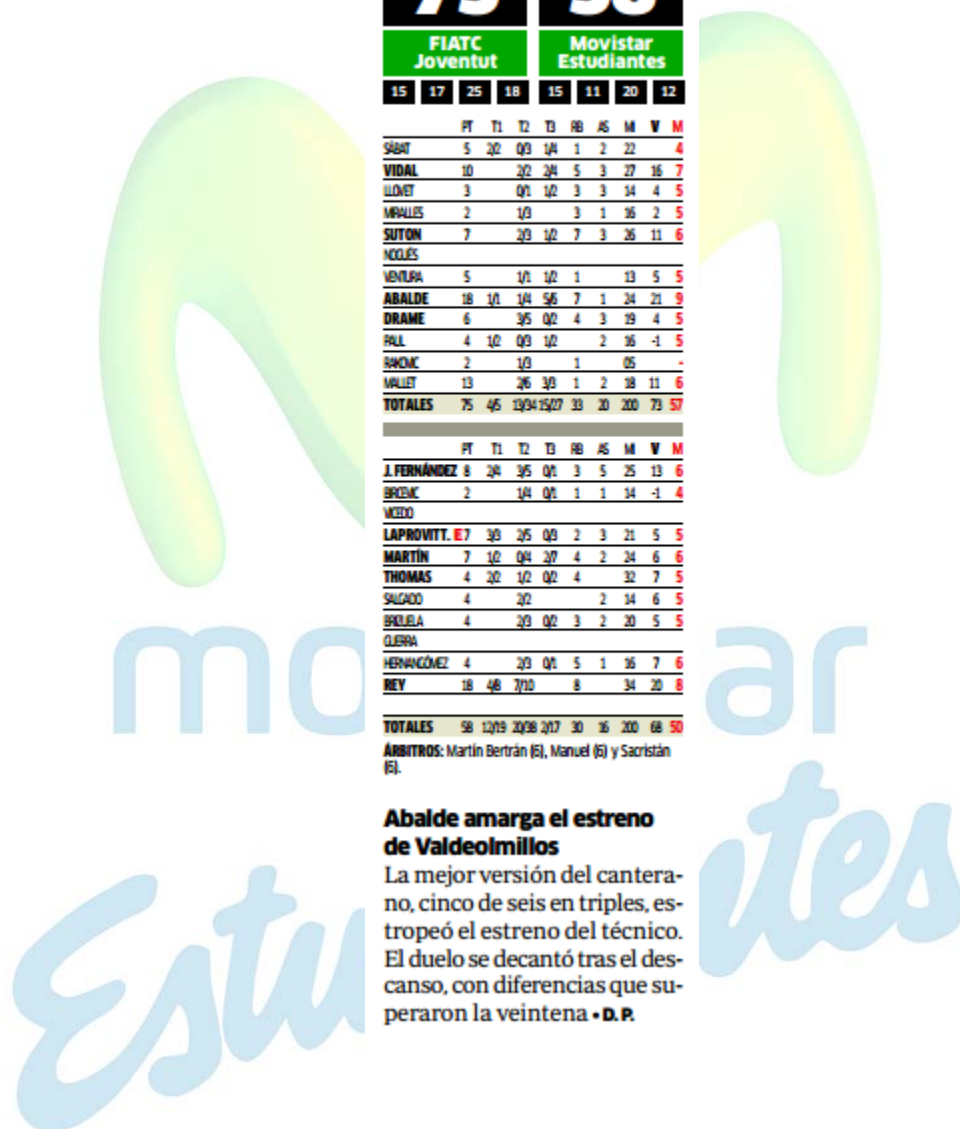 75 58
FIATC Joventut
Movistar Estudiantes
15 17 25 18 15 11 20 12
PT T1 T2 T3 RB AS MI V M
SÁBAT 5 2/2 0/3 1/4 1 2 22 4
VIDAL 10 2/2 2/4 5 3 27 16 7
LLOVET 3 0/1 1/2 3 3 14 4 5
MIRALLES 2 1/3 3 1 16 2 5
SUTON 7 2/3 1/2 7 3 26 11 6
NOGUÉS
VENTURA 5 1/1 1/2 1 13 5 5
ABALDE 18 1/1 1/4 5/6 7 1 24 21 9
DRAME 6 3/5 0/2 4 3 19 4 5
PAUL 4 1/2 0/3 1/2 2 16 -1 5
RAKOVIC 2 1/3 1 05 -
MALLET 13 2/6 3/3 1 2 18 11 6
TOTALES 75 4/5 13/34 15/27 33 20 200 73 57
PT T1 T2 T3 RB AS MI V M
J. FERNÁNDEZ 8 2/4 3/5 0/1 3 5 25 13 6
BIRCEVIC 2 1/4 0/1 1 1 14 -1 4
VICEDO
LAPROVITT. E 7 3/3 2/5 0/3 2 3 21 5 5
MARTÍN 7 1/2 0/4 2/7 4 2 24 6 6
THOMAS 4 2/2 1/2 0/2 4 32 7 5
SALGADO 4 2/2 2 14 6 5
BRIZUELA 4 2/3 0/2 3 2 20 5 5
GUERRA
HERNANGÓMEZ 4 2/3 0/1 5 1 16 7 6
REY 18 4/8 7/10 8 34 20 8
TOTALES 58 12/19 20/38 2/17 30 16 200 68 50
ÁRBITROS: Martín Bertrán (6), Manuel (6) y Sacristán
(6).
Abalde amarga el estreno
de Valdeolmillos
La mejor versión del cantera-
no, cinco de seis en triples, es-
tropeó el estreno del técnico.
El duelo se decantó tras el des-
canso, con diferencias que su-
peraron la veintena • D. P.